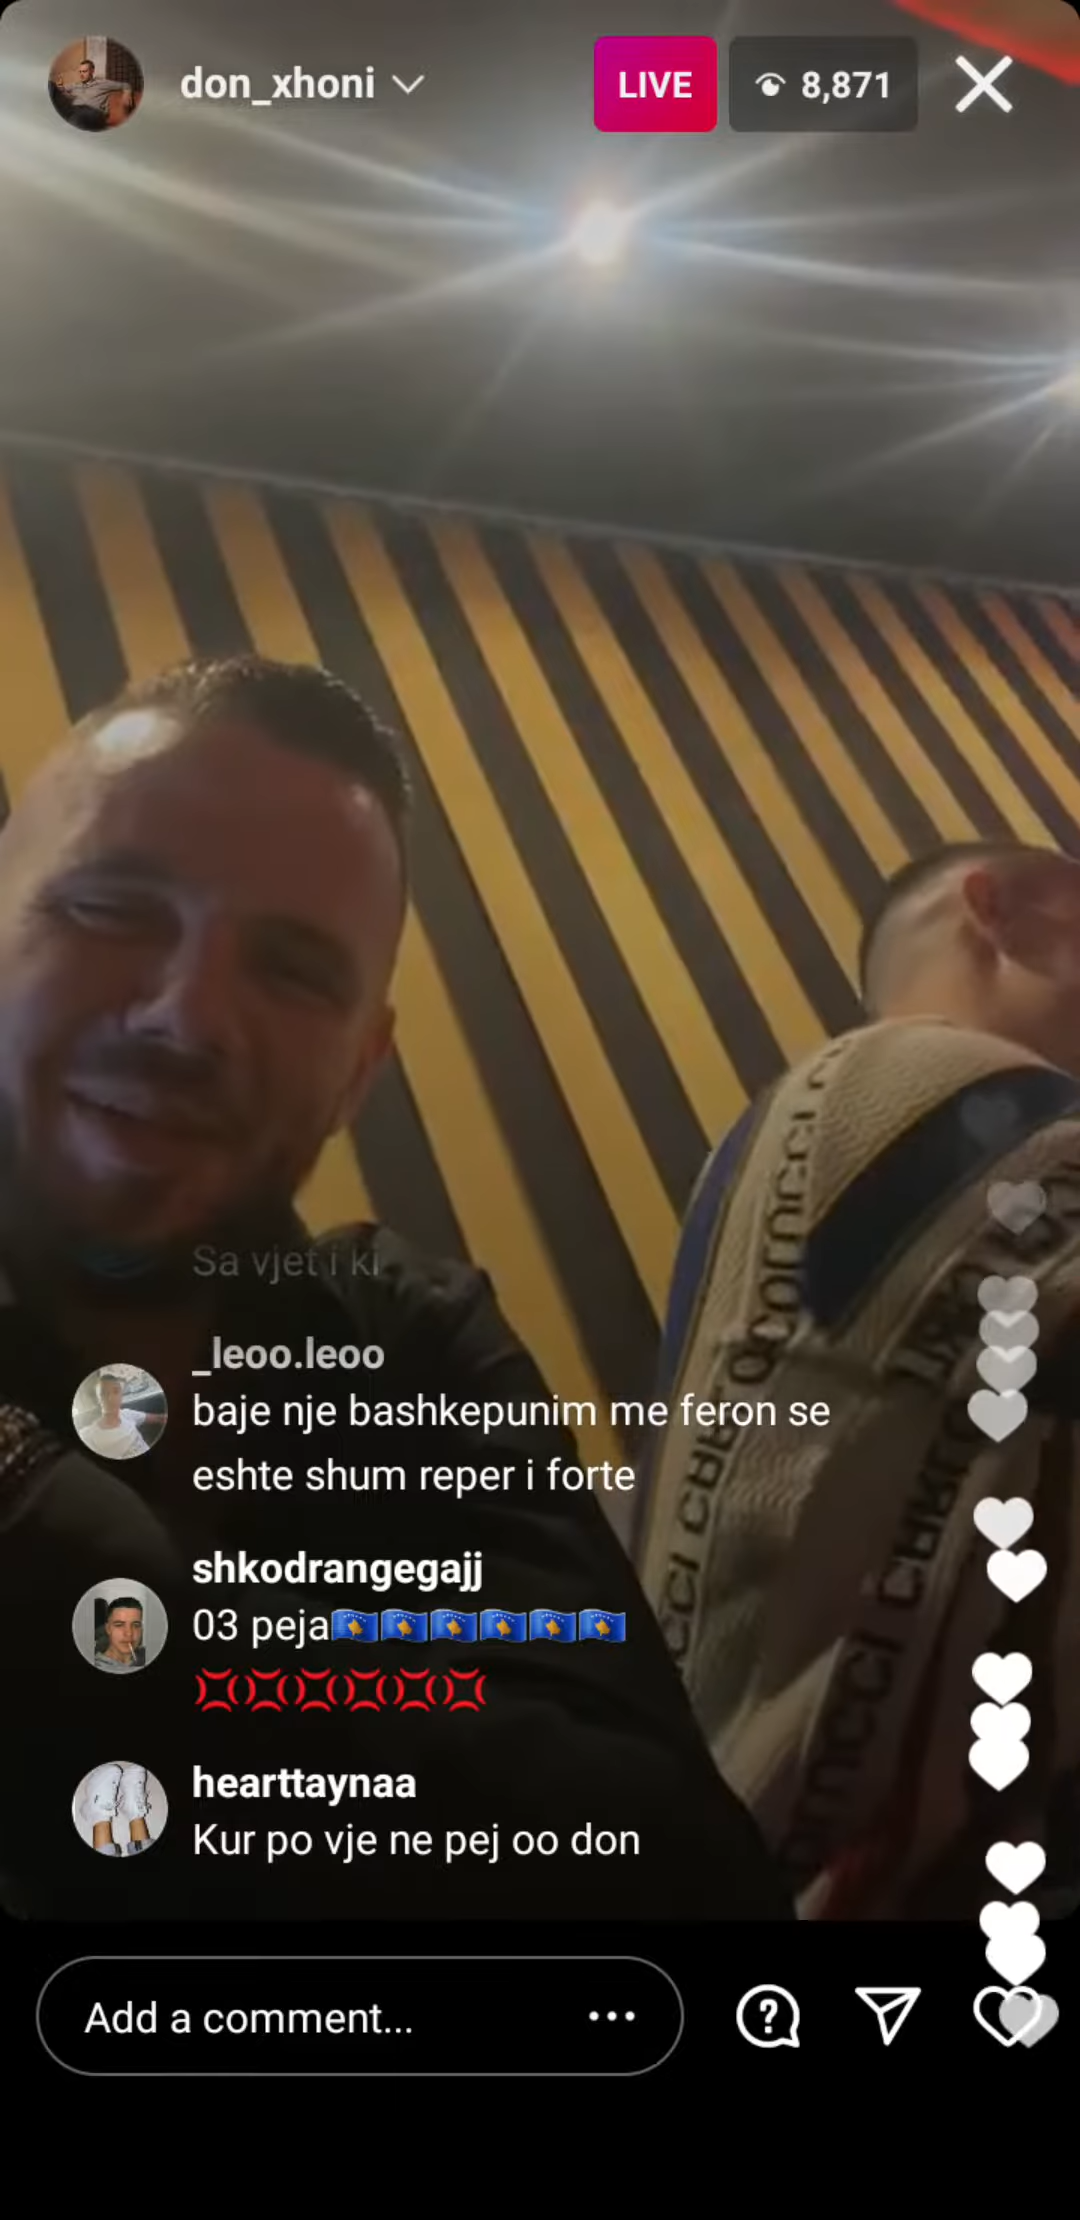 don_xhoni
LIVE
8,871
Sa vjet i ki
_leoo.leoo
baje nje bashkepunim me feron se
eshte shum reper i forte
shkodrangegajj
03 peja🇽🇰🇽🇰🇽🇰🇽🇰🇽🇰🇽🇰
💢💢💢💢💢💢
hearttaynaa
Kur po vje ne pej oo don
Add a comment...